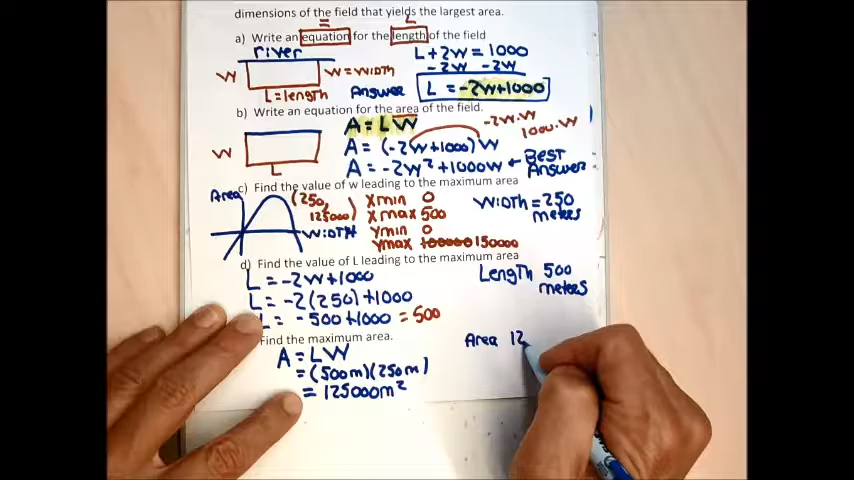 dimensions of the field that yields the largest area.
= L
a) Write an equation for the length of the field
river
W W = WIDTH
L = length
L + 2W = 1000
- 2W - 2W
Answer L = -2W + 1000
b) Write an equation for the area of the field.
W
L
A = LW
-2W·W
1000·W
A = (-2W + 1000)W
A = -2W² + 1000W ← BEST Answer
c) Find the value of w leading to the maximum area
Area
(250, 125000)
WIDTH
Xmin 0
Xmax 500
Ymin 0
Ymax 100000 150000
WIDTH = 250 meters
d) Find the value of L leading to the maximum area
L = -2W + 1000
L = -2(250) + 1000
L = -500 + 1000 = 500
Length 500 meters
Find the maximum area.
A = LW
= (500m)(250m)
= 125000m²
Area 12